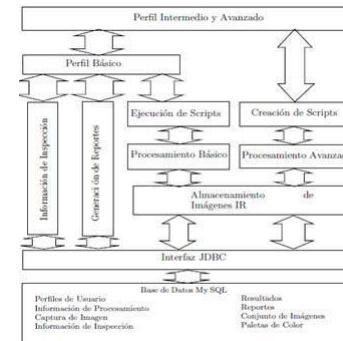 Perfil Intermedio y Avanzado
Perfil Básico
Información de Inspección
Generación de Reportes
Ejecución de Scripts
Creación de Scripts
Procesamiento Básico
Procesamiento Avanzad
Almacenamiento de
Imágenes IR
Interfaz JDBC
Base de Datos My SQL
Perfiles de Usuario
Información de Procesamiento
Captura de Imagen
Información de Inspección
Resultados
Reportes
Conjunto de Imágenes
Paletas de Color